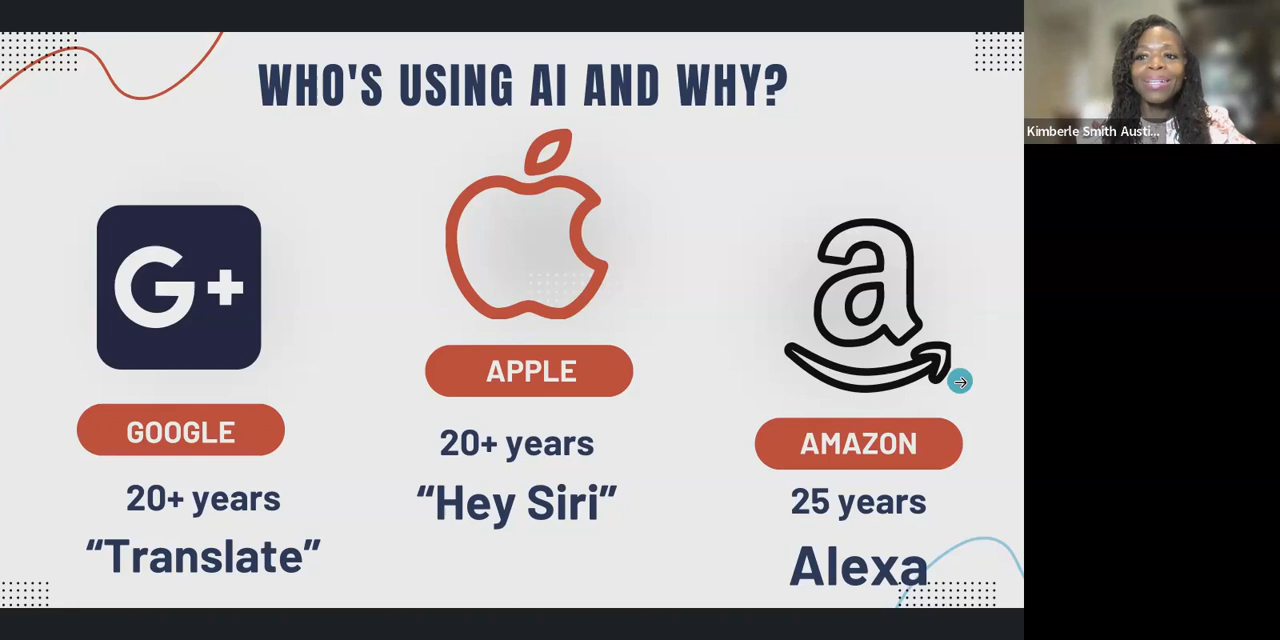 WHO'S USING AI AND WHY?
G+
GOOGLE
20+ years
“Translate”
APPLE
20+ years
“Hey Siri”
a
AMAZON
25 years
Alexa
Kimberle Smith Austi...